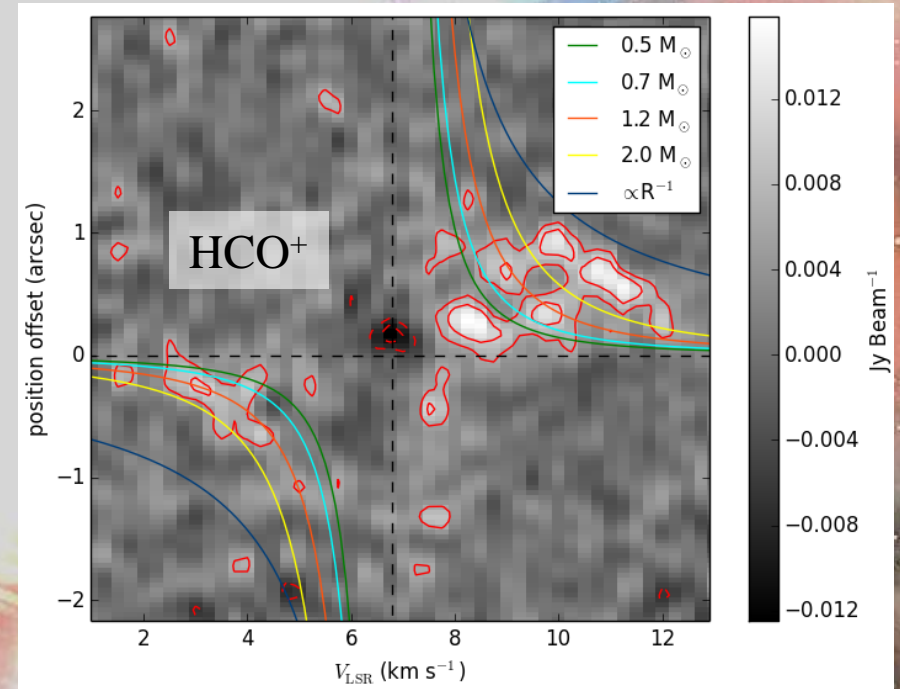 0.5 M☉
0.7 M☉
1.2 M☉
2.0 M☉
∝R⁻¹
HCO⁺
2
1
0
−1
−2
position offset (arcsec)
2 4 6 8 10 12
V_LSR (km s⁻¹)
0.012
0.008
0.004
0.000
−0.004
−0.008
−0.012
Jy Beam⁻¹